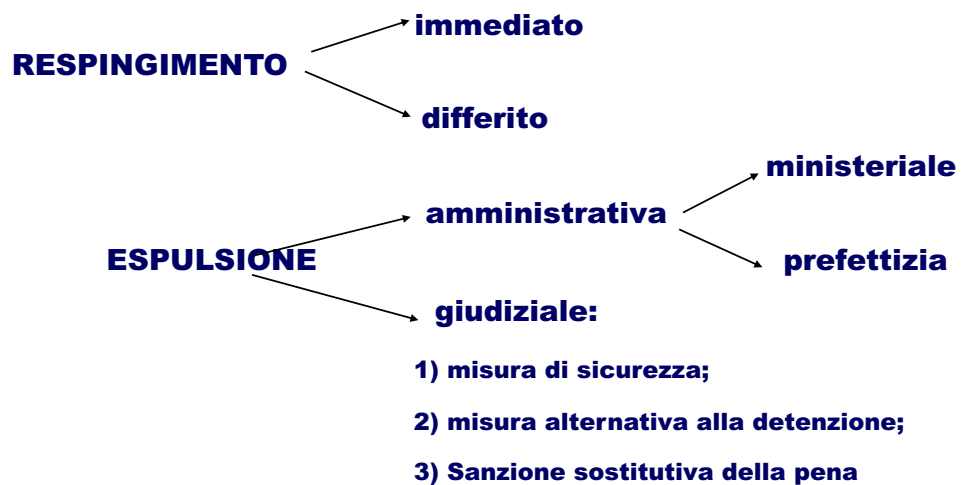 immediato
RESPINGIMENTO
differito
ministeriale
amministrativa
ESPULSIONE
prefettizia
giudiziale:
1) misura di sicurezza;
2) misura alternativa alla detenzione;
3) Sanzione sostitutiva della pena